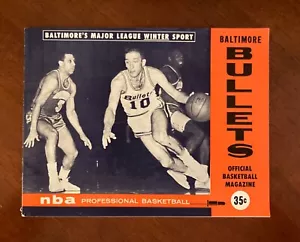 BALTIMORE'S MAJOR LEAGUE WINTER SPORT
BALTIMORE
BULLETS
OFFICIAL
BASKETBALL
MAGAZINE
35¢
Bullets
10
nba PROFESSIONAL BASKETBALL